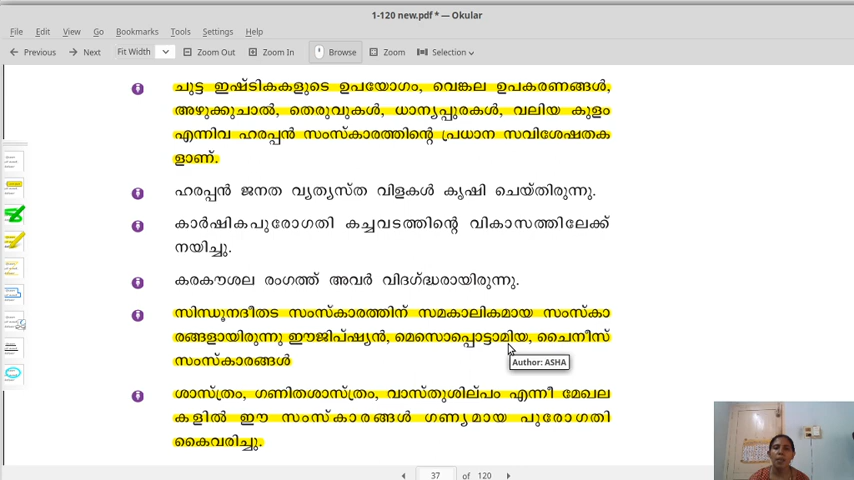 1-120 new.pdf * — Okular
File Edit View Go Bookmarks Tools Settings Help
Previous Next Fit Width Zoom Out Zoom In Browse Zoom Selection
ചുട്ട ഇഷ്ടികകളുടെ ഉപയോഗം, വെങ്കല ഉപകരണങ്ങൾ,
അഴുക്കുചാൽ, തെരുവുകൾ, ധാന്യപ്പുരകൾ, വലിയ കുളം
എന്നിവ ഹരപ്പൻ സംസ്കാരത്തിന്റെ പ്രധാന സവിശേഷതക
ളാണ്.
ഹരപ്പൻ ജനത വ്യത്യസ്ത വിളകൾ കൃഷി ചെയ്തിരുന്നു.
കാർഷികപുരോഗതി കച്ചവടത്തിന്റെ വികാസത്തിലേക്ക്
നയിച്ചു.
കരകൗശല രംഗത്ത് അവർ വിദഗ്ദ്ധരായിരുന്നു.
സിന്ധുനദീതട സംസ്കാരത്തിന് സമകാലികമായ സംസ്കാ
രങ്ങളായിരുന്നു ഈജിപ്ഷ്യൻ, മെസൊപ്പൊട്ടാമിയ, ചൈനീസ്
സംസ്കാരങ്ങൾ
Author: ASHA
ശാസ്ത്രം, ഗണിതശാസ്ത്രം, വാസ്തുശില്പം എന്നീ മേഖല
കളിൽ ഈ സംസ്കാരങ്ങൾ ഗണ്യമായ പുരോഗതി
കൈവരിച്ചു.
37 of 120